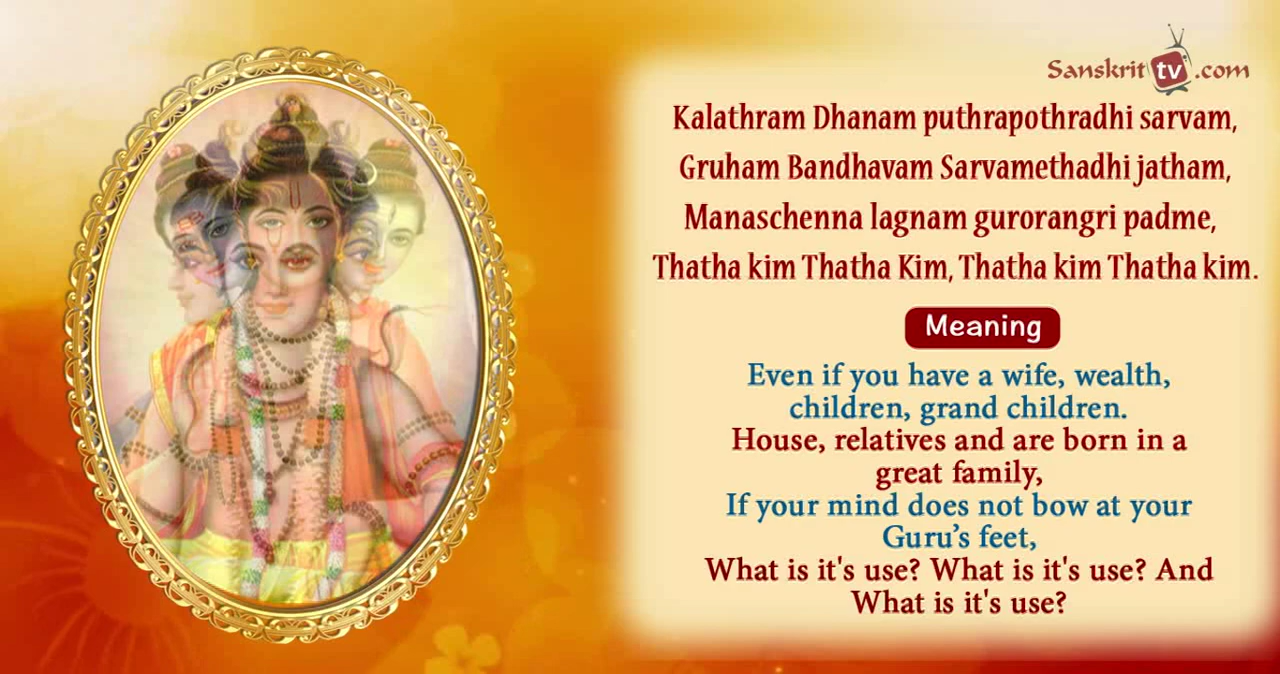 Sanskrit tv .com
Kalathram Dhanam puthrapothradhi sarvam,
Gruham Bandhavam Sarvamethadhi jatham,
Manaschenna lagnam gurorangri padme,
Thatha kim Thatha Kim, Thatha kim Thatha kim.
Meaning
Even if you have a wife, wealth,
children, grand children.
House, relatives and are born in a
great family,
If your mind does not bow at your
Guru’s feet,
What is it's use? What is it's use? And
What is it's use?